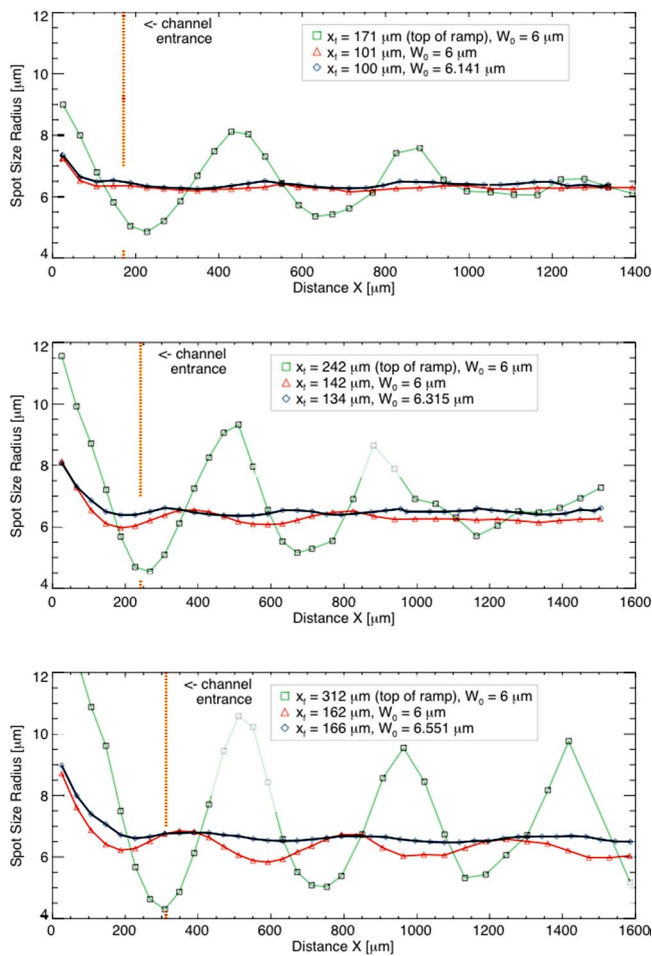 12
10
8
6
4
Spot Size Radius [μm]
<- channel
entrance
x_f = 171 μm (top of ramp), W_0 = 6 μm
x_f = 101 μm, W_0 = 6 μm
x_f = 100 μm, W_0 = 6.141 μm
0 200 400 600 800 1000 1200 1400
Distance X [μm]
12
10
8
6
4
Spot Size Radius [μm]
<- channel
entrance
x_f = 242 μm (top of ramp), W_0 = 6 μm
x_f = 142 μm, W_0 = 6 μm
x_f = 134 μm, W_0 = 6.315 μm
0 200 400 600 800 1000 1200 1400 1600
Distance X [μm]
12
10
8
6
4
Spot Size Radius [μm]
<- channel
entrance
x_f = 312 μm (top of ramp), W_0 = 6 μm
x_f = 162 μm, W_0 = 6 μm
x_f = 166 μm, W_0 = 6.551 μm
0 200 400 600 800 1000 1200 1400 1600
Distance X [μm]